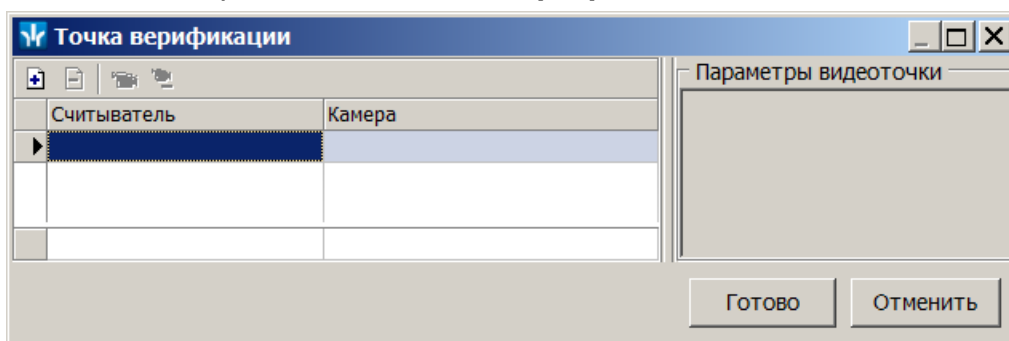 Точка верификации
Параметры видеоточки
Считыватель Камера
Готово Отменить